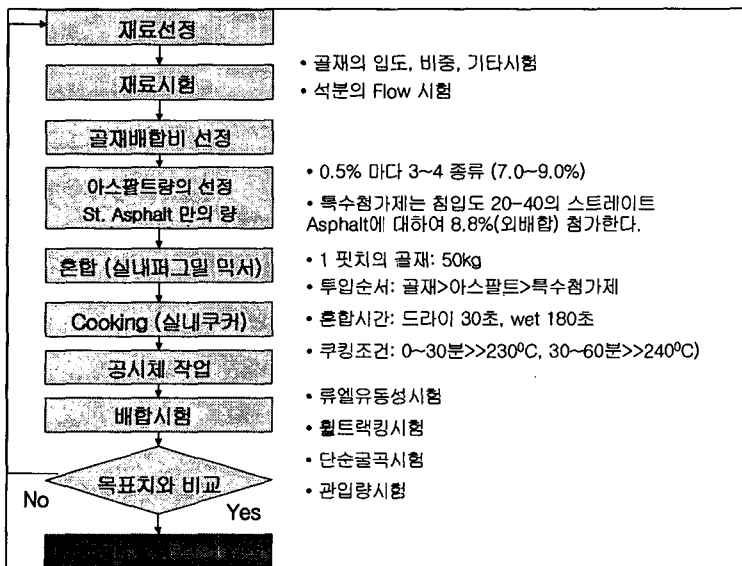 재료선정
재료시험
• 골재의 입도, 비중, 기타시험
• 석분의 Flow 시험
골재배합비 선정
아스팔트량의 선정
St. Asphalt 만의 량
• 0.5% 마다 3~4 종류 (7.0~9.0%)
• 특수첨가제는 침입도 20-40의 스트레이트
Asphalt에 대하여 8.8%(외배합) 첨가한다.
혼합 (실내퍼그밀 믹서)
• 1 핏치의 골재: 50kg
• 투입순서: 골재>아스팔트>특수첨가제
• 혼합시간: 드라이 30초, wet 180초
Cooking (실내쿠커)
• 쿠킹조건: 0~30분>>230⁰C, 30~60분>>240⁰C)
공시체 작업
배합시험
• 류엘유동성시험
• 휠트랙킹시험
• 단순굴곡시험
• 관입량시험
목표치와 비교
No
Yes